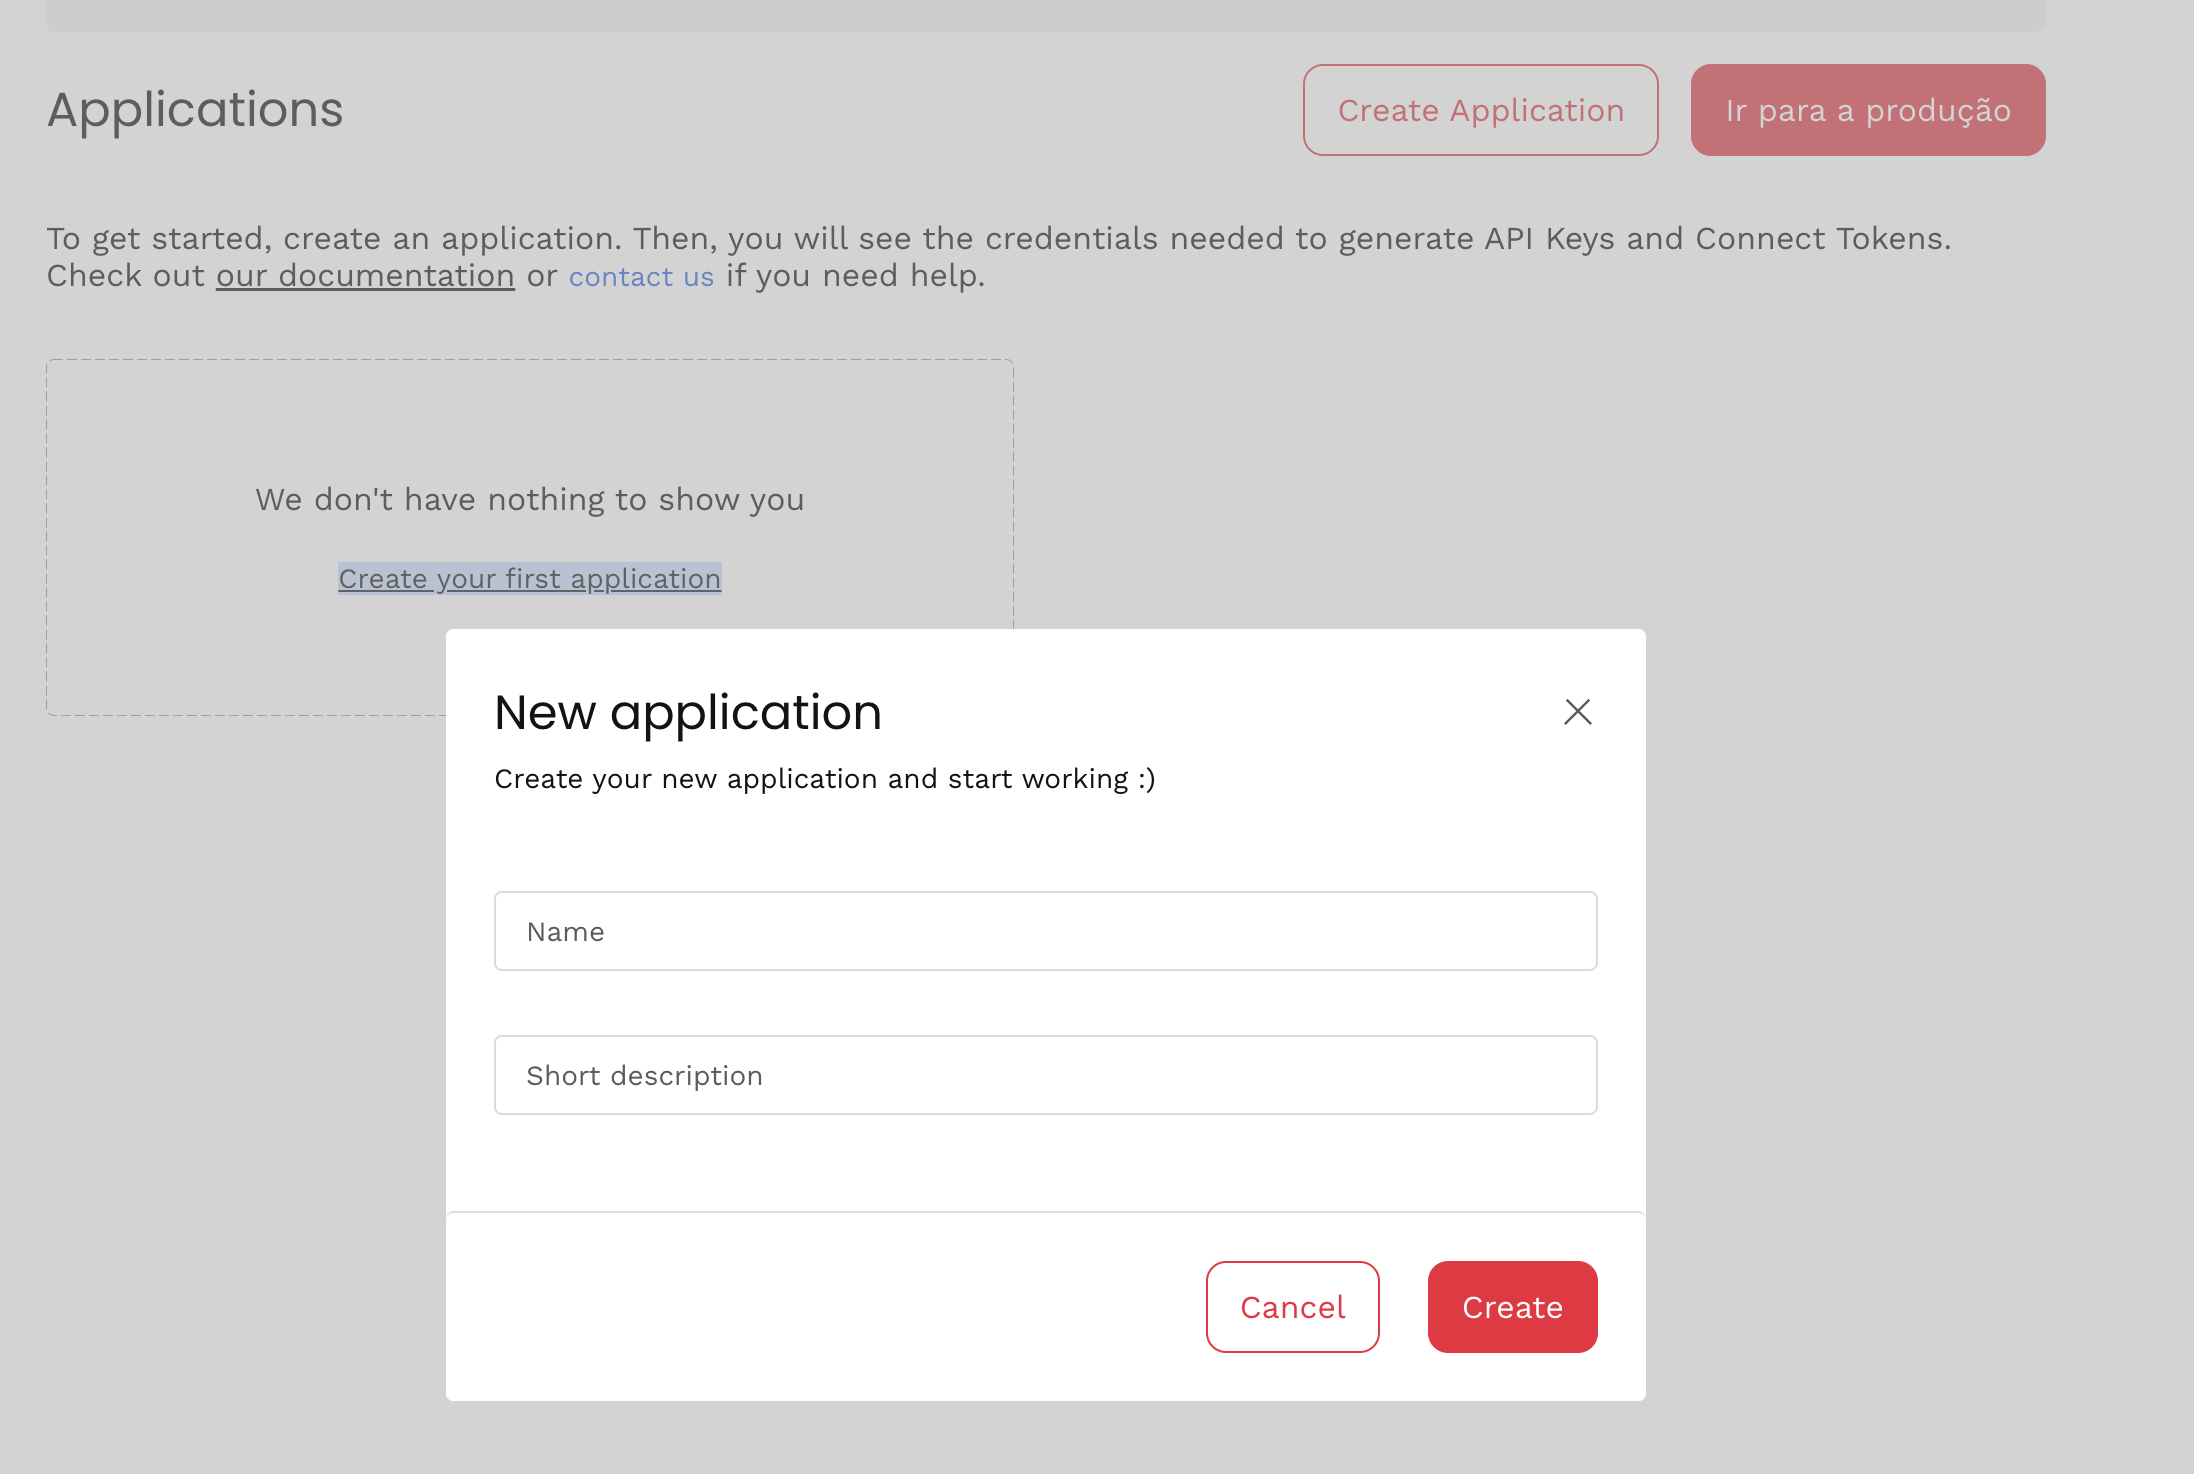 Applications
Create Application
Ir para a produção
To get started, create an application. Then, you will see the credentials needed to generate API Keys and Connect Tokens.
Check out our documentation or contact us if you need help.
We don't have nothing to show you
Create your first application
New application
Create your new application and start working :)
Name
Short description
Cancel
Create